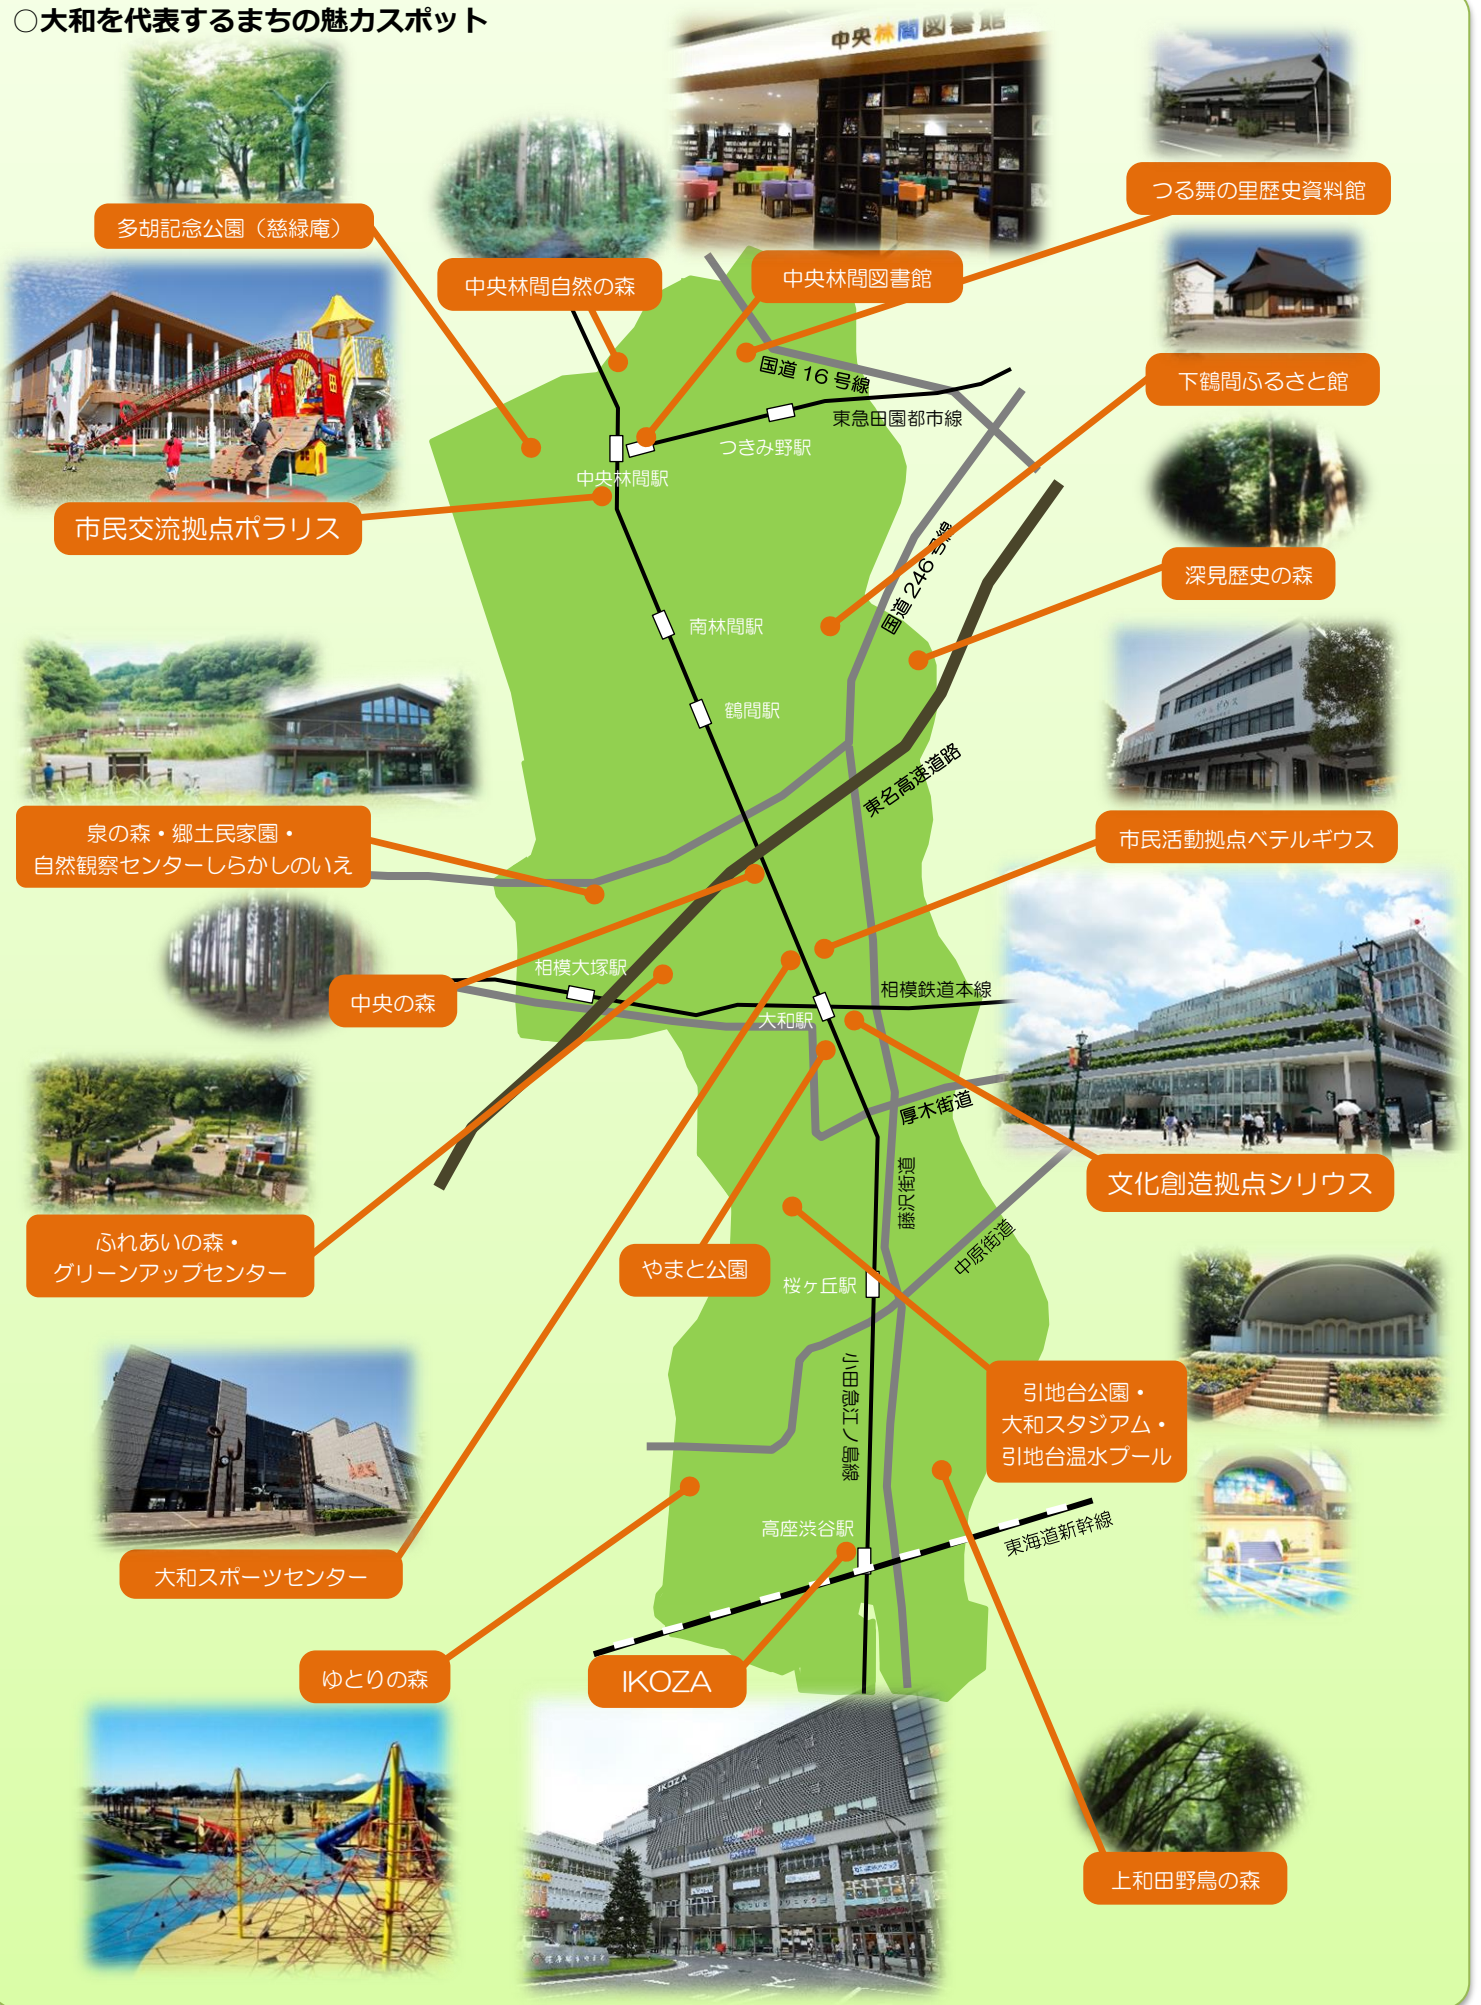 ○大和を代表するまちの魅力スポット
中央林間図書館
多胡記念公園（慈緑庵）
中央林間自然の森
中央林間図書館
つる舞の里歴史資料館
下鶴間ふるさと館
国道 16 号線
東急田園都市線
つきみ野駅
中央林間駅
市民交流拠点ポラリス
国道 246 号線
深見歴史の森
南林間駅
鶴間駅
ベテルギウス
東名高速道路
泉の森・郷土民家園・
自然観察センターしらかしのいえ
市民活動拠点ベテルギウス
相模大塚駅
中央の森
相模鉄道本線
大和駅
厚木街道
文化創造拠点シリウス
藤沢街道
中原街道
ふれあいの森・
グリーンアップセンター
やまと公園
桜ヶ丘駅
小田急江ノ島線
引地台公園・
大和スタジアム・
引地台温水プール
高座渋谷駅
東海道新幹線
大和スポーツセンター
ゆとりの森
IKOZA
IKOZA
上和田野鳥の森